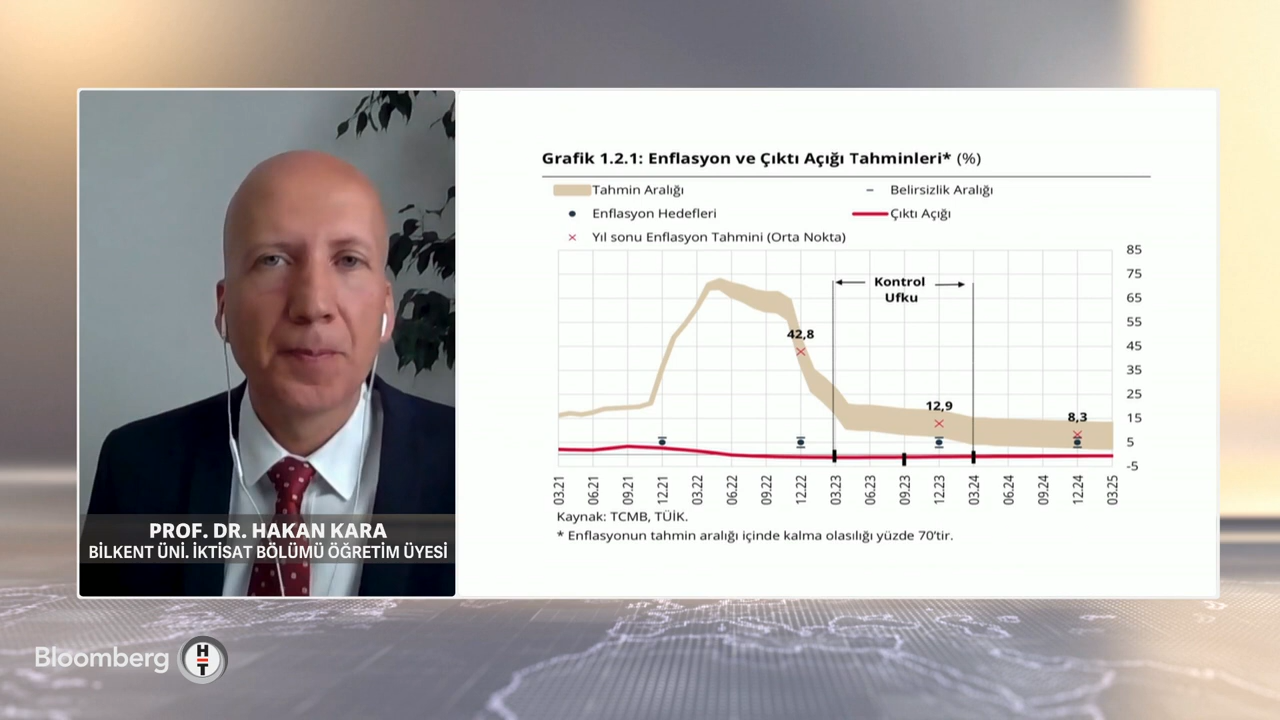 Grafik 1.2.1: Enflasyon ve Çıktı Açığı Tahminleri* (%)
Tahmin Aralığı
Belirsizlik Aralığı
Enflasyon Hedefleri
Çıktı Açığı
Yıl sonu Enflasyon Tahmini (Orta Nokta)
85
75
65
55
45
35
25
15
5
-5
Kontrol
Ufku
42,8
12,9
8,3
03.21
06.21
09.21
12.21
03.22
06.22
09.22
12.22
03.23
06.23
09.23
12.23
03.24
06.24
09.24
12.24
03.25
Kaynak: TCMB, TÜİK.
* Enflasyonun tahmin aralığı içinde kalma olasılığı yüzde 70'tir.
PROF. DR. HAKAN KARA
BİLKENT ÜNİ. İKTİSAT BÖLÜMÜ ÖĞRETİM ÜYESİ
Bloomberg HT